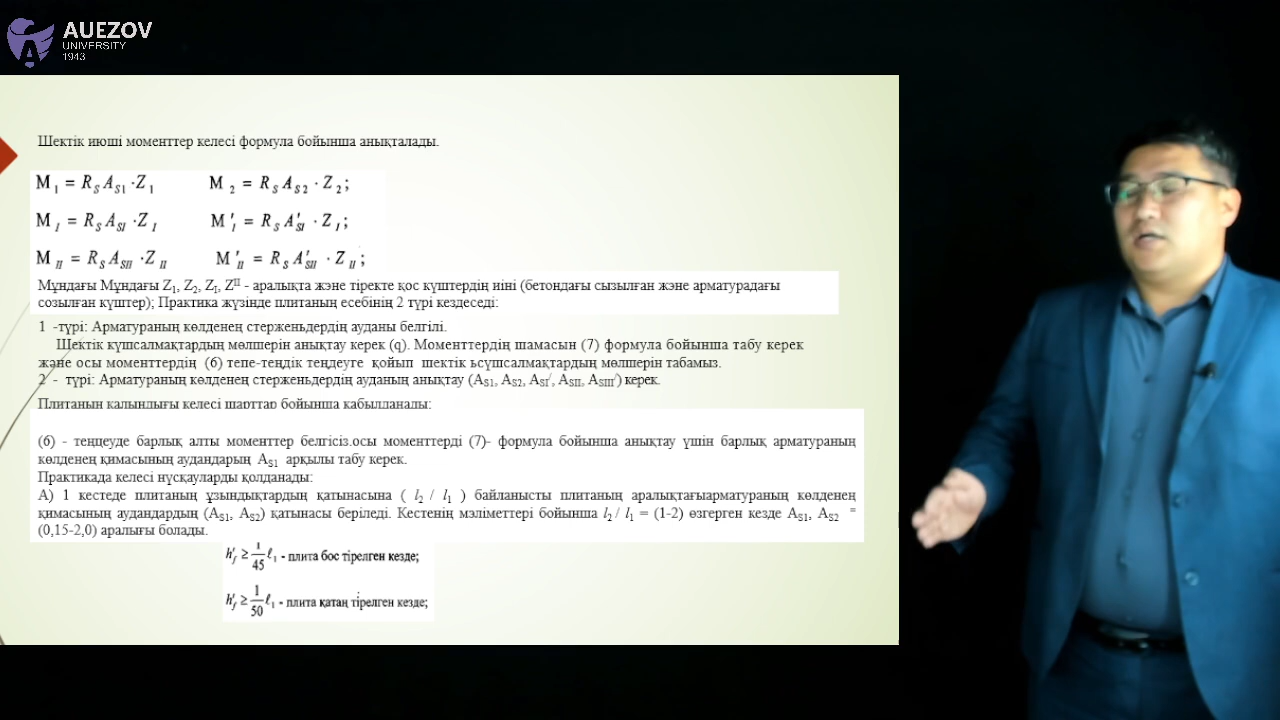 AUEZOV
UNIVERSITY
1943
Шектік июші моменттер келесі формула бойынша анықталады.
M₁ = R_S A_S1 · Z₁ M₂ = R_S A_S2 · Z₂;
M_I = R_S A_SI · Z_I M'_I = R_S A'_SI · Z_I;
M_II = R_S A_SII · Z_II M'_II = R_S A'_SII · Z_II;
Мұндағы Мұндағы Z₁, Z₂, Z_I, Z^II - аралықта және тіректе қос күштердің иіні (бетондағы сызылған және арматурадағы
созылған күштер); Практика жүзінде плитаның есебінің 2 түрі кездеседі:
1 -түрі: Арматураның көлденең стерженьдердің ауданы белгілі.
Шектік күшсалмақтардың мөлшерін анықтау керек (q). Моменттердің шамасын (7) формула бойынша табу керек
және осы моменттердің (6) тепе-теңдік теңдеуге қойып шектік ьсүпсалмақтардың мөлшерін табамыз.
2 - түрі: Арматураның көлденең стерженьдердің ауданың анықтау (A_S1, A_S2, A_SI^/, A_SII, A_SIII^/) керек.
Плитаның қалыңдығы келесі шарттар бойынша қабылданады:
(6) - теңцеуде барлық алты моменттер белгісіз.осы моменттерді (7)- формула бойынша анықтау үшін барлық арматураның
көлденең қимасының аудандарың A_S1 арқылы табу керек.
Практикада келесі нүсқауларды қолданады:
А) 1 кестеде плитаның ұзындықтардың қатынасына ( l₂ / l₁ ) байланысты плитаның аралықтағыарматураның көлденең
қимасының аудандардың (A_S1, A_S2) қатынасы беріледі. Кестенің мәліметтері бойынша l₂ / l₁ = (1-2) өзгерген кезде A_S1, A_S2 =
(0,15-2,0) аралығы болады.
h'_f ≥ 1/45 ℓ₁ - плита бос тірелген кезде;
h'_f ≥ 1/50 ℓ₁ - плита қатаң тірелген кезде;